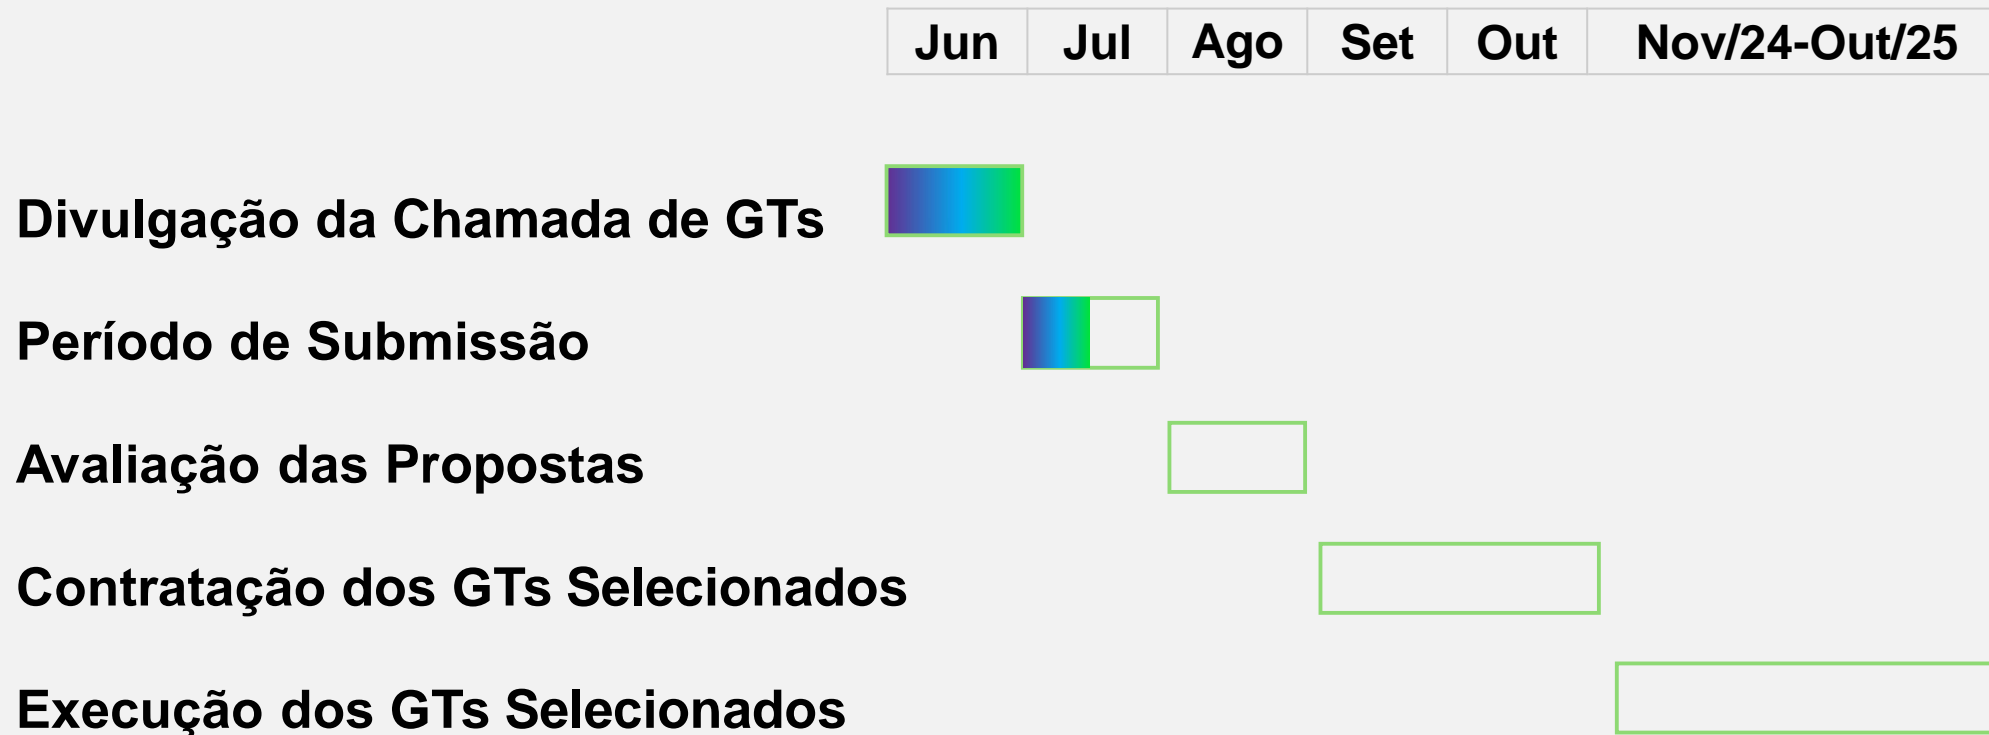 Jun Jul Ago Set Out Nov/24-Out/25
Divulgação da Chamada de GTs
Período de Submissão
Avaliação das Propostas
Contratação dos GTs Selecionados
Execução dos GTs Selecionados